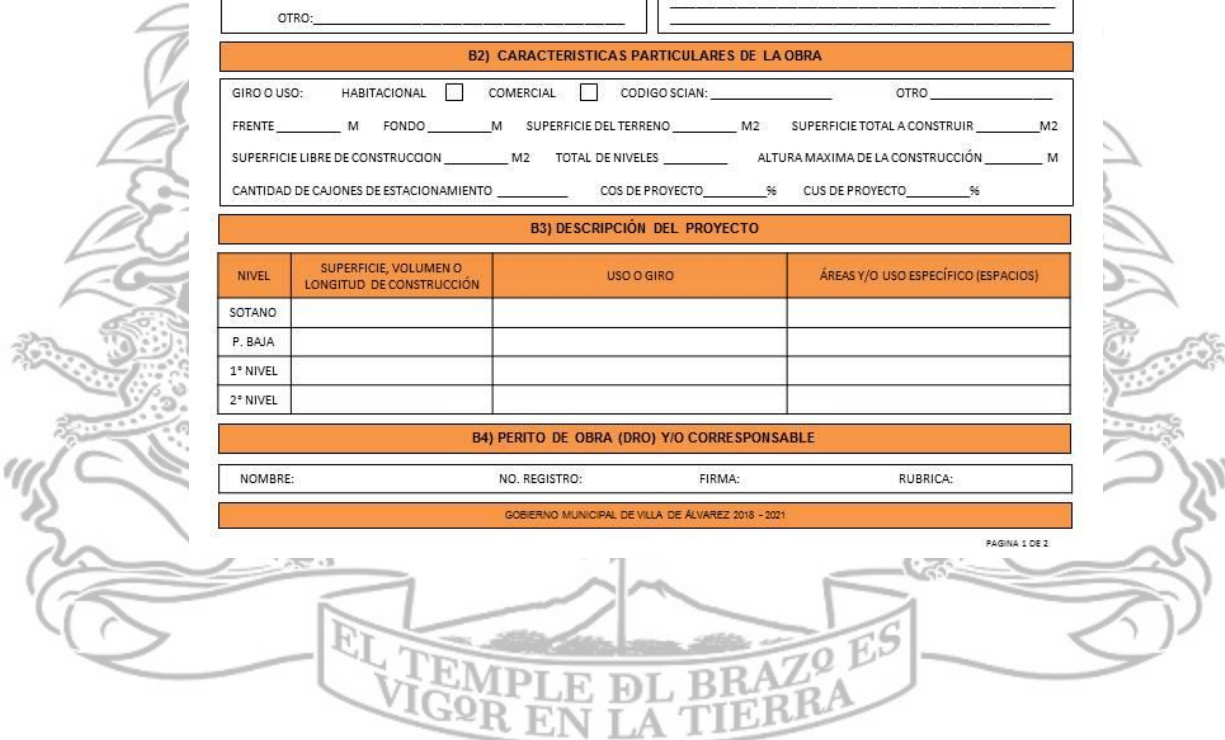 OTRO:
B2) CARACTERISTICAS PARTICULARES DE LA OBRA
GIRO O USO: HABITACIONAL COMERCIAL CODIGO SCIAN: OTRO
FRENTE M FONDO M SUPERFICIE DEL TERRENO M2 SUPERFICIE TOTAL A CONSTRUIR M2
SUPERFICIE LIBRE DE CONSTRUCCION M2 TOTAL DE NIVELES ALTURA MAXIMA DE LA CONSTRUCCIÓN M
CANTIDAD DE CAJONES DE ESTACIONAMIENTO COS DE PROYECTO % CUS DE PROYECTO %
B3) DESCRIPCIÓN DEL PROYECTO
NIVEL SUPERFICIE, VOLUMEN O LONGITUD DE CONSTRUCCIÓN USO O GIRO ÁREAS Y/O USO ESPECÍFICO (ESPACIOS)
SOTANO
P. BAJA
1° NIVEL
2° NIVEL
B4) PERITO DE OBRA (DRO) Y/O CORRESPONSABLE
NOMBRE: NO. REGISTRO: FIRMA: RUBRICA:
GOBIERNO MUNICIPAL DE VILLA DE ÁLVAREZ 2018 - 2021
PAGINA 1 DE 2
EL TEMPLE DL BRAZO ES
VIGOR EN LA TIERRA